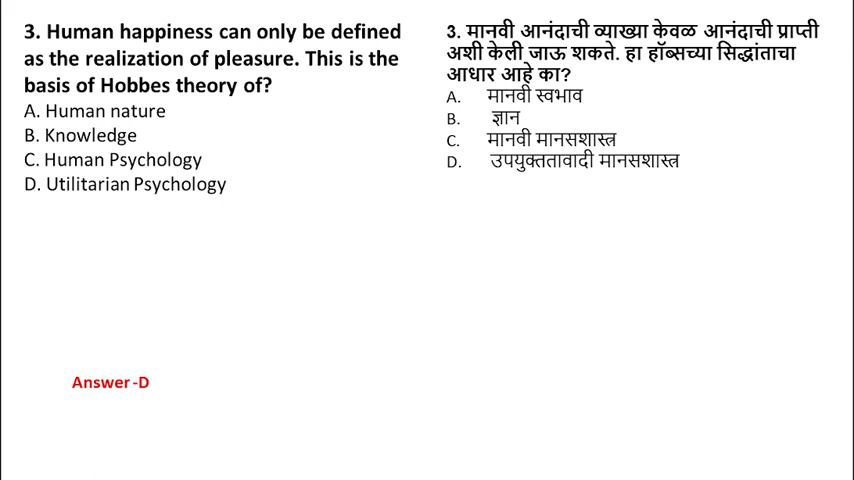 3. Human happiness can only be defined
as the realization of pleasure. This is the
basis of Hobbes theory of?
A. Human nature
B. Knowledge
C. Human Psychology
D. Utilitarian Psychology
Answer-D
3. मानवी आनंदाची व्याख्या केवळ आनंदाची प्राप्ती
अशी केली जाऊ शकते. हा हॉब्सच्या सिद्धांताचा
आधार आहे का?
A. मानवी स्वभाव
B. ज्ञान
C. मानवी मानसशास्त्र
D. उपयुक्ततावादी मानसशास्त्र